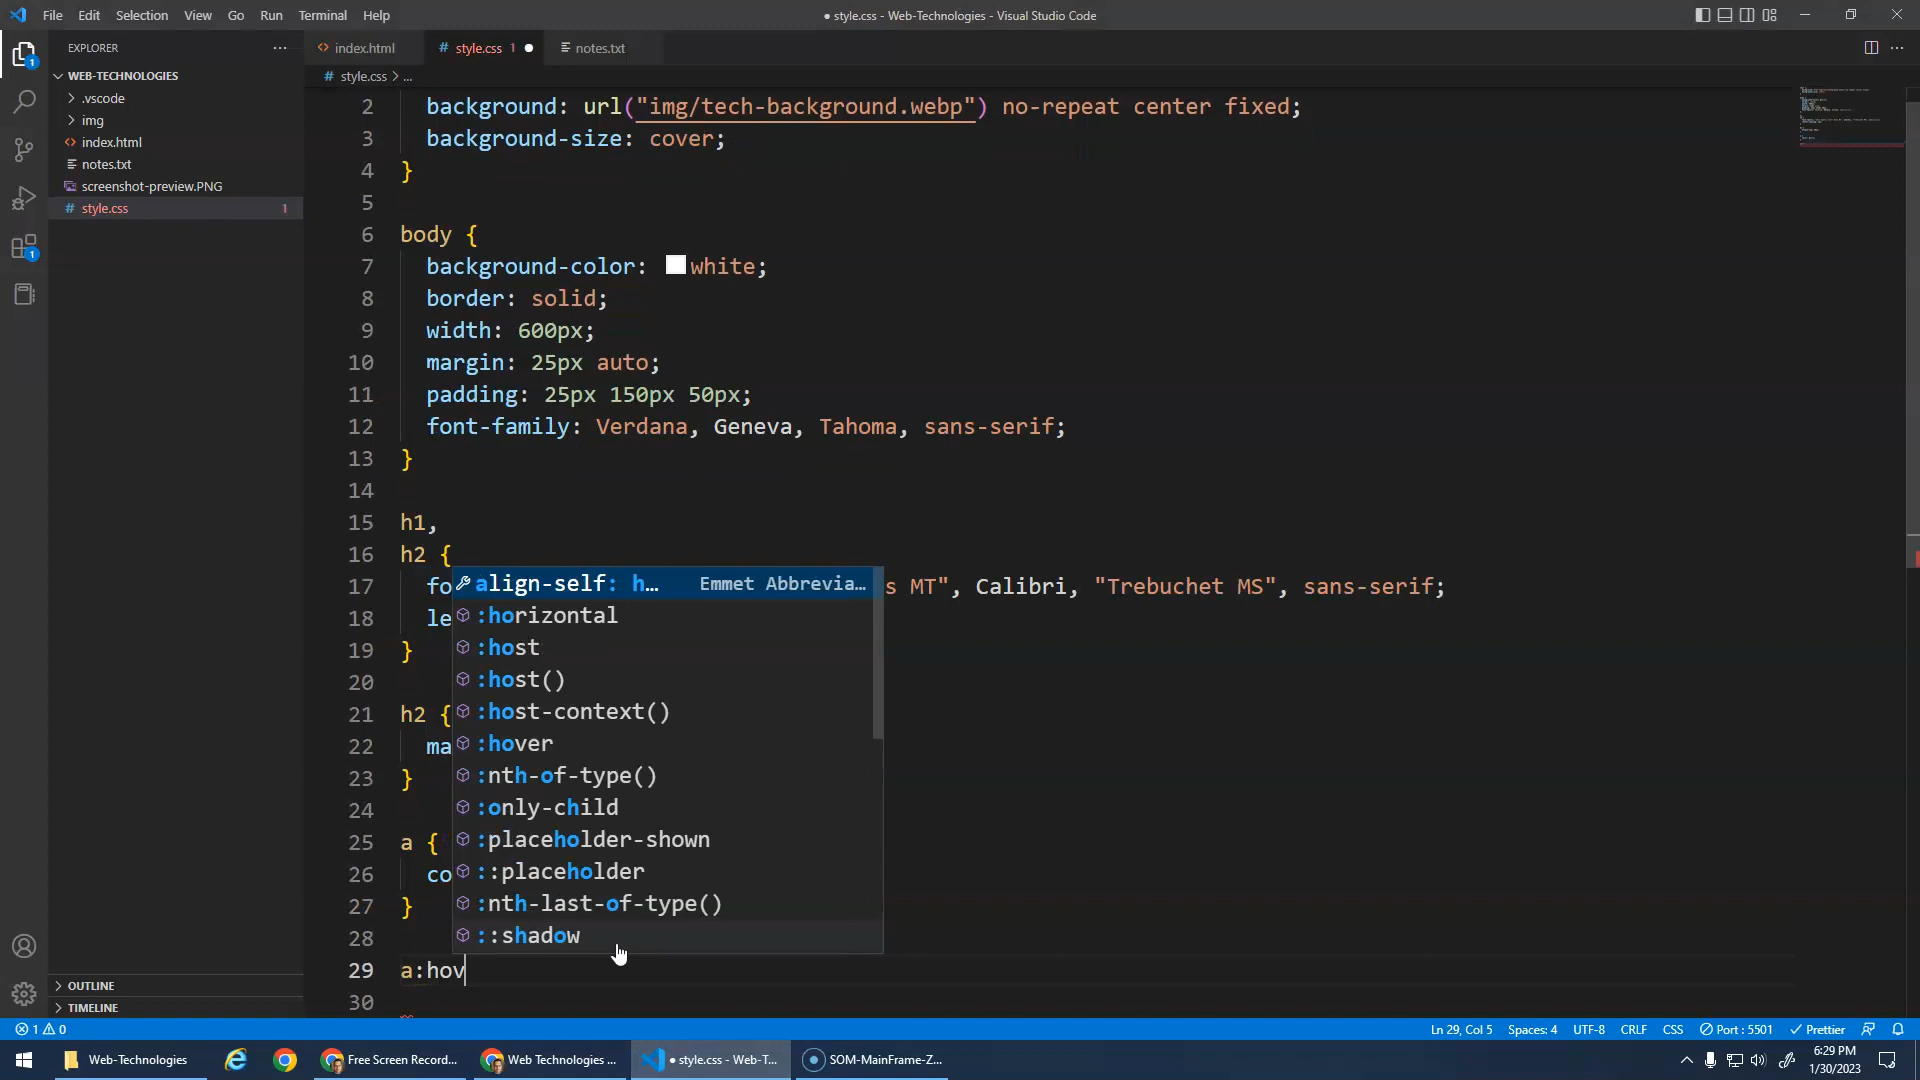 File Edit Selection View Go Run Terminal Help
● style.css - Web-Technologies - Visual Studio Code
EXPLORER
WEB-TECHNOLOGIES
.vscode
img
index.html
notes.txt
screenshot-preview.PNG
style.css 1
OUTLINE
TIMELINE
index.html
style.css 1
notes.txt
style.css > ...
2 background: url("img/tech-background.webp") no-repeat center fixed;
3 background-size: cover;
4 }
5
6 body {
7 background-color: white;
8 border: solid;
9 width: 600px;
10 margin: 25px auto;
11 padding: 25px 150px 50px;
12 font-family: Verdana, Geneva, Tahoma, sans-serif;
13 }
14
15 h1,
16 h2 {
17 fo s MT", Calibri, "Trebuchet MS", sans-serif;
18 le
19 }
20
21 h2 {
22 ma
23 }
24
25 a {
26 co
27 }
28
29 a:hov
30
align-self: h… Emmet Abbrevia…
:horizontal
:host
:host()
:host-context()
:hover
:nth-of-type()
:only-child
:placeholder-shown
::placeholder
:nth-last-of-type()
::shadow
1 0
Ln 29, Col 5 Spaces: 4 UTF-8 CRLF CSS Port : 5501 Prettier
Web-Technologies
Free Screen Record...
Web Technologies ...
● style.css - Web-T...
SOM-MainFrame-Z...
6:29 PM
1/30/2023